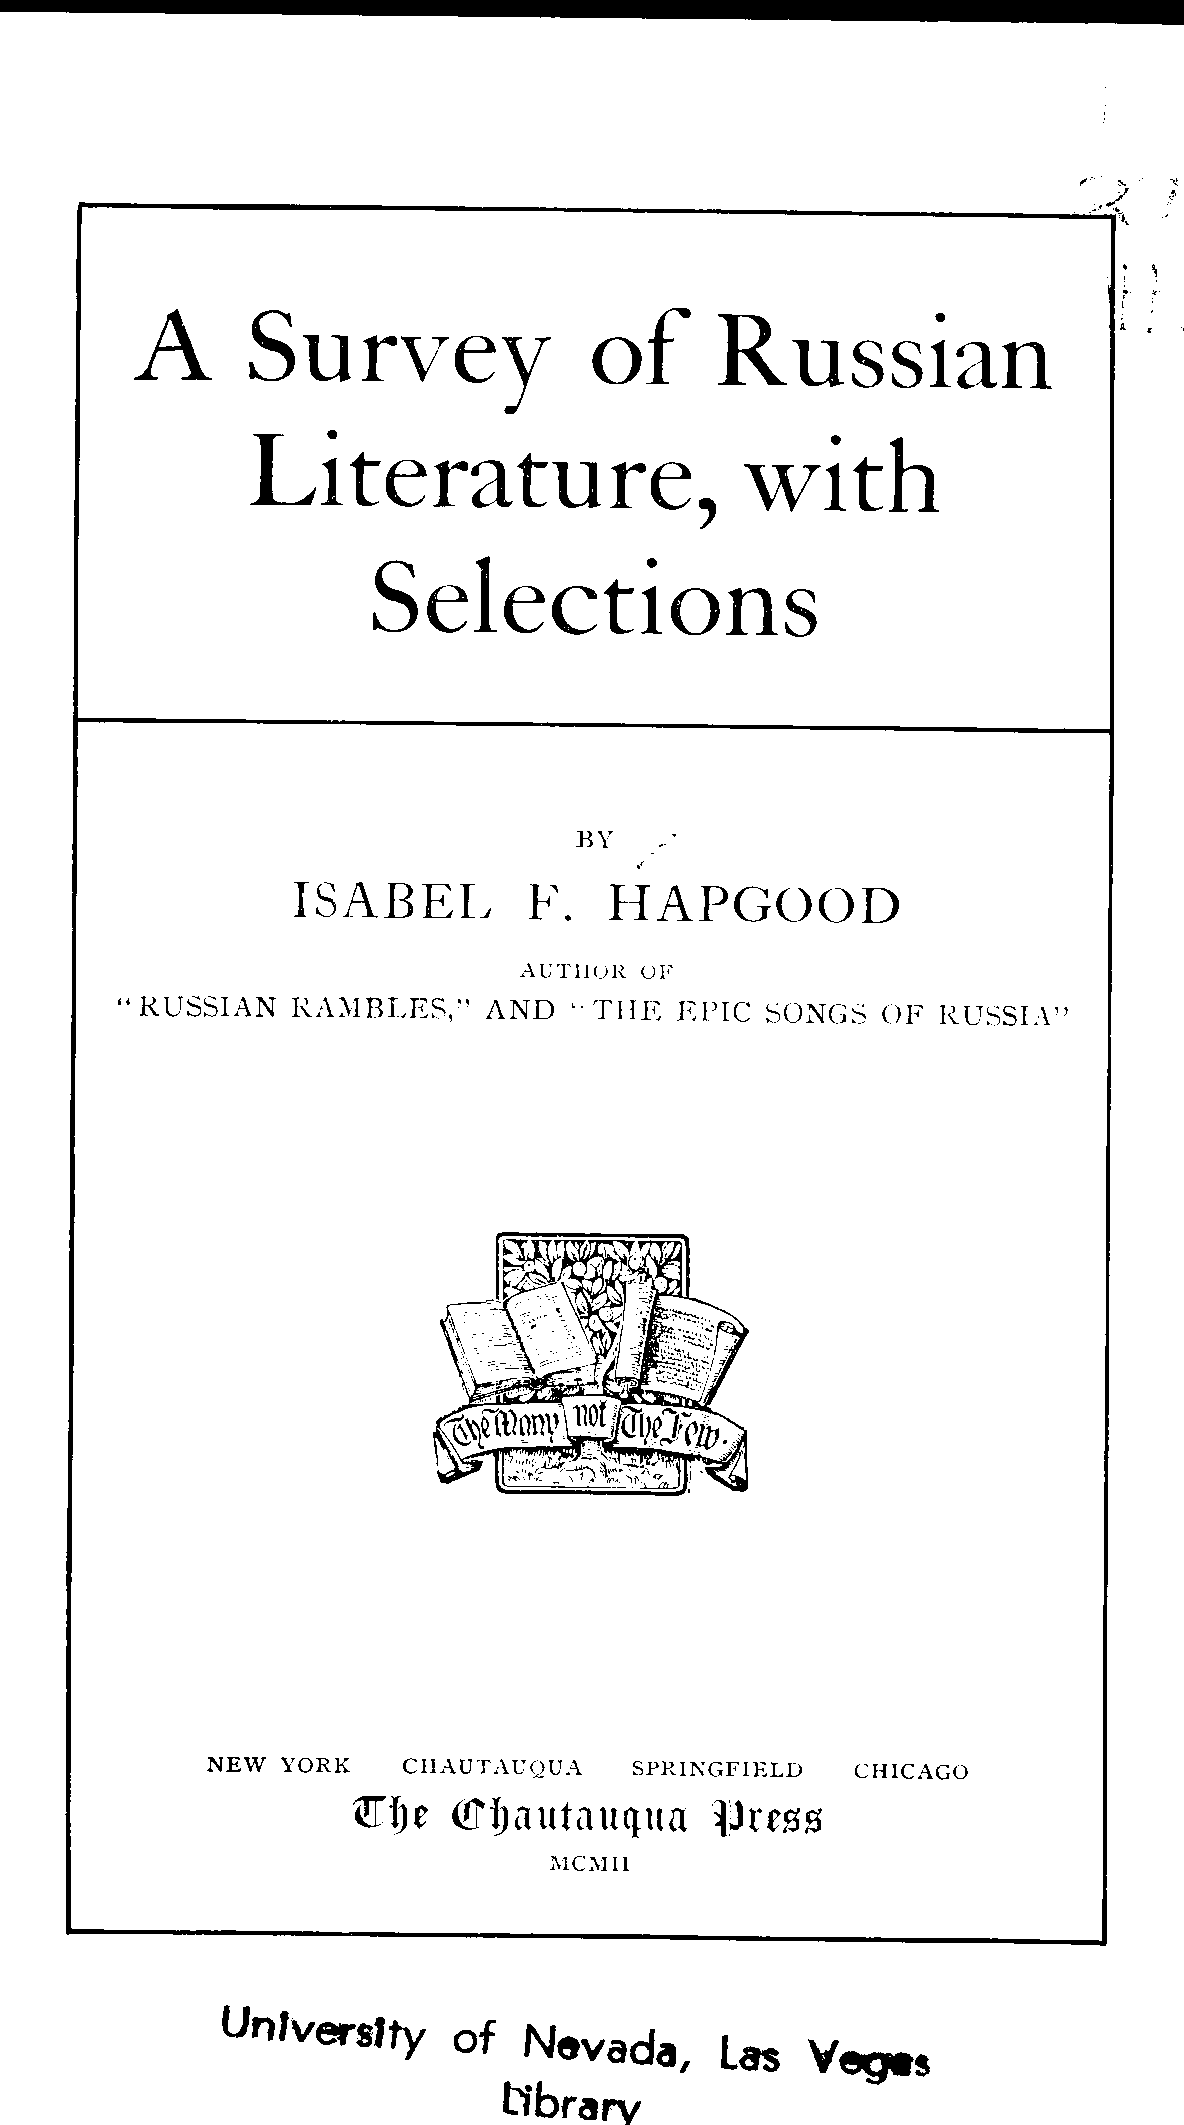 A Survey of Russian
Literature, with
Selections
BY
ISABEL F. HAPGOOD
AUTHOR OF
"RUSSIAN RAMBLES," AND "THE EPIC SONGS OF RUSSIA"
The Many not The Few.
NEW YORK CHAUTAUQUA SPRINGFIELD CHICAGO
The Chautauqua Press
MCMII
University of Nevada, Las Vegas
Library